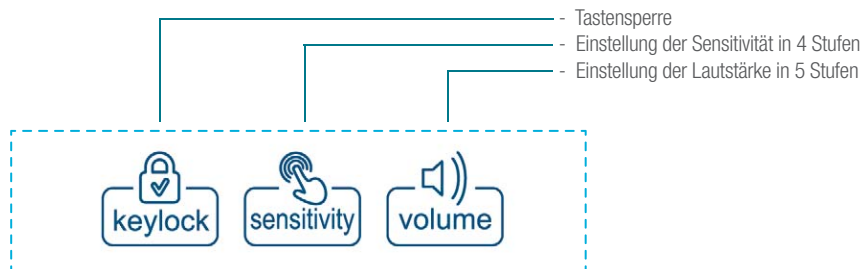 - Tastensperre
- Einstellung der Sensitivität in 4 Stufen
- Einstellung der Lautstärke in 5 Stufen
keylock sensitivity volume